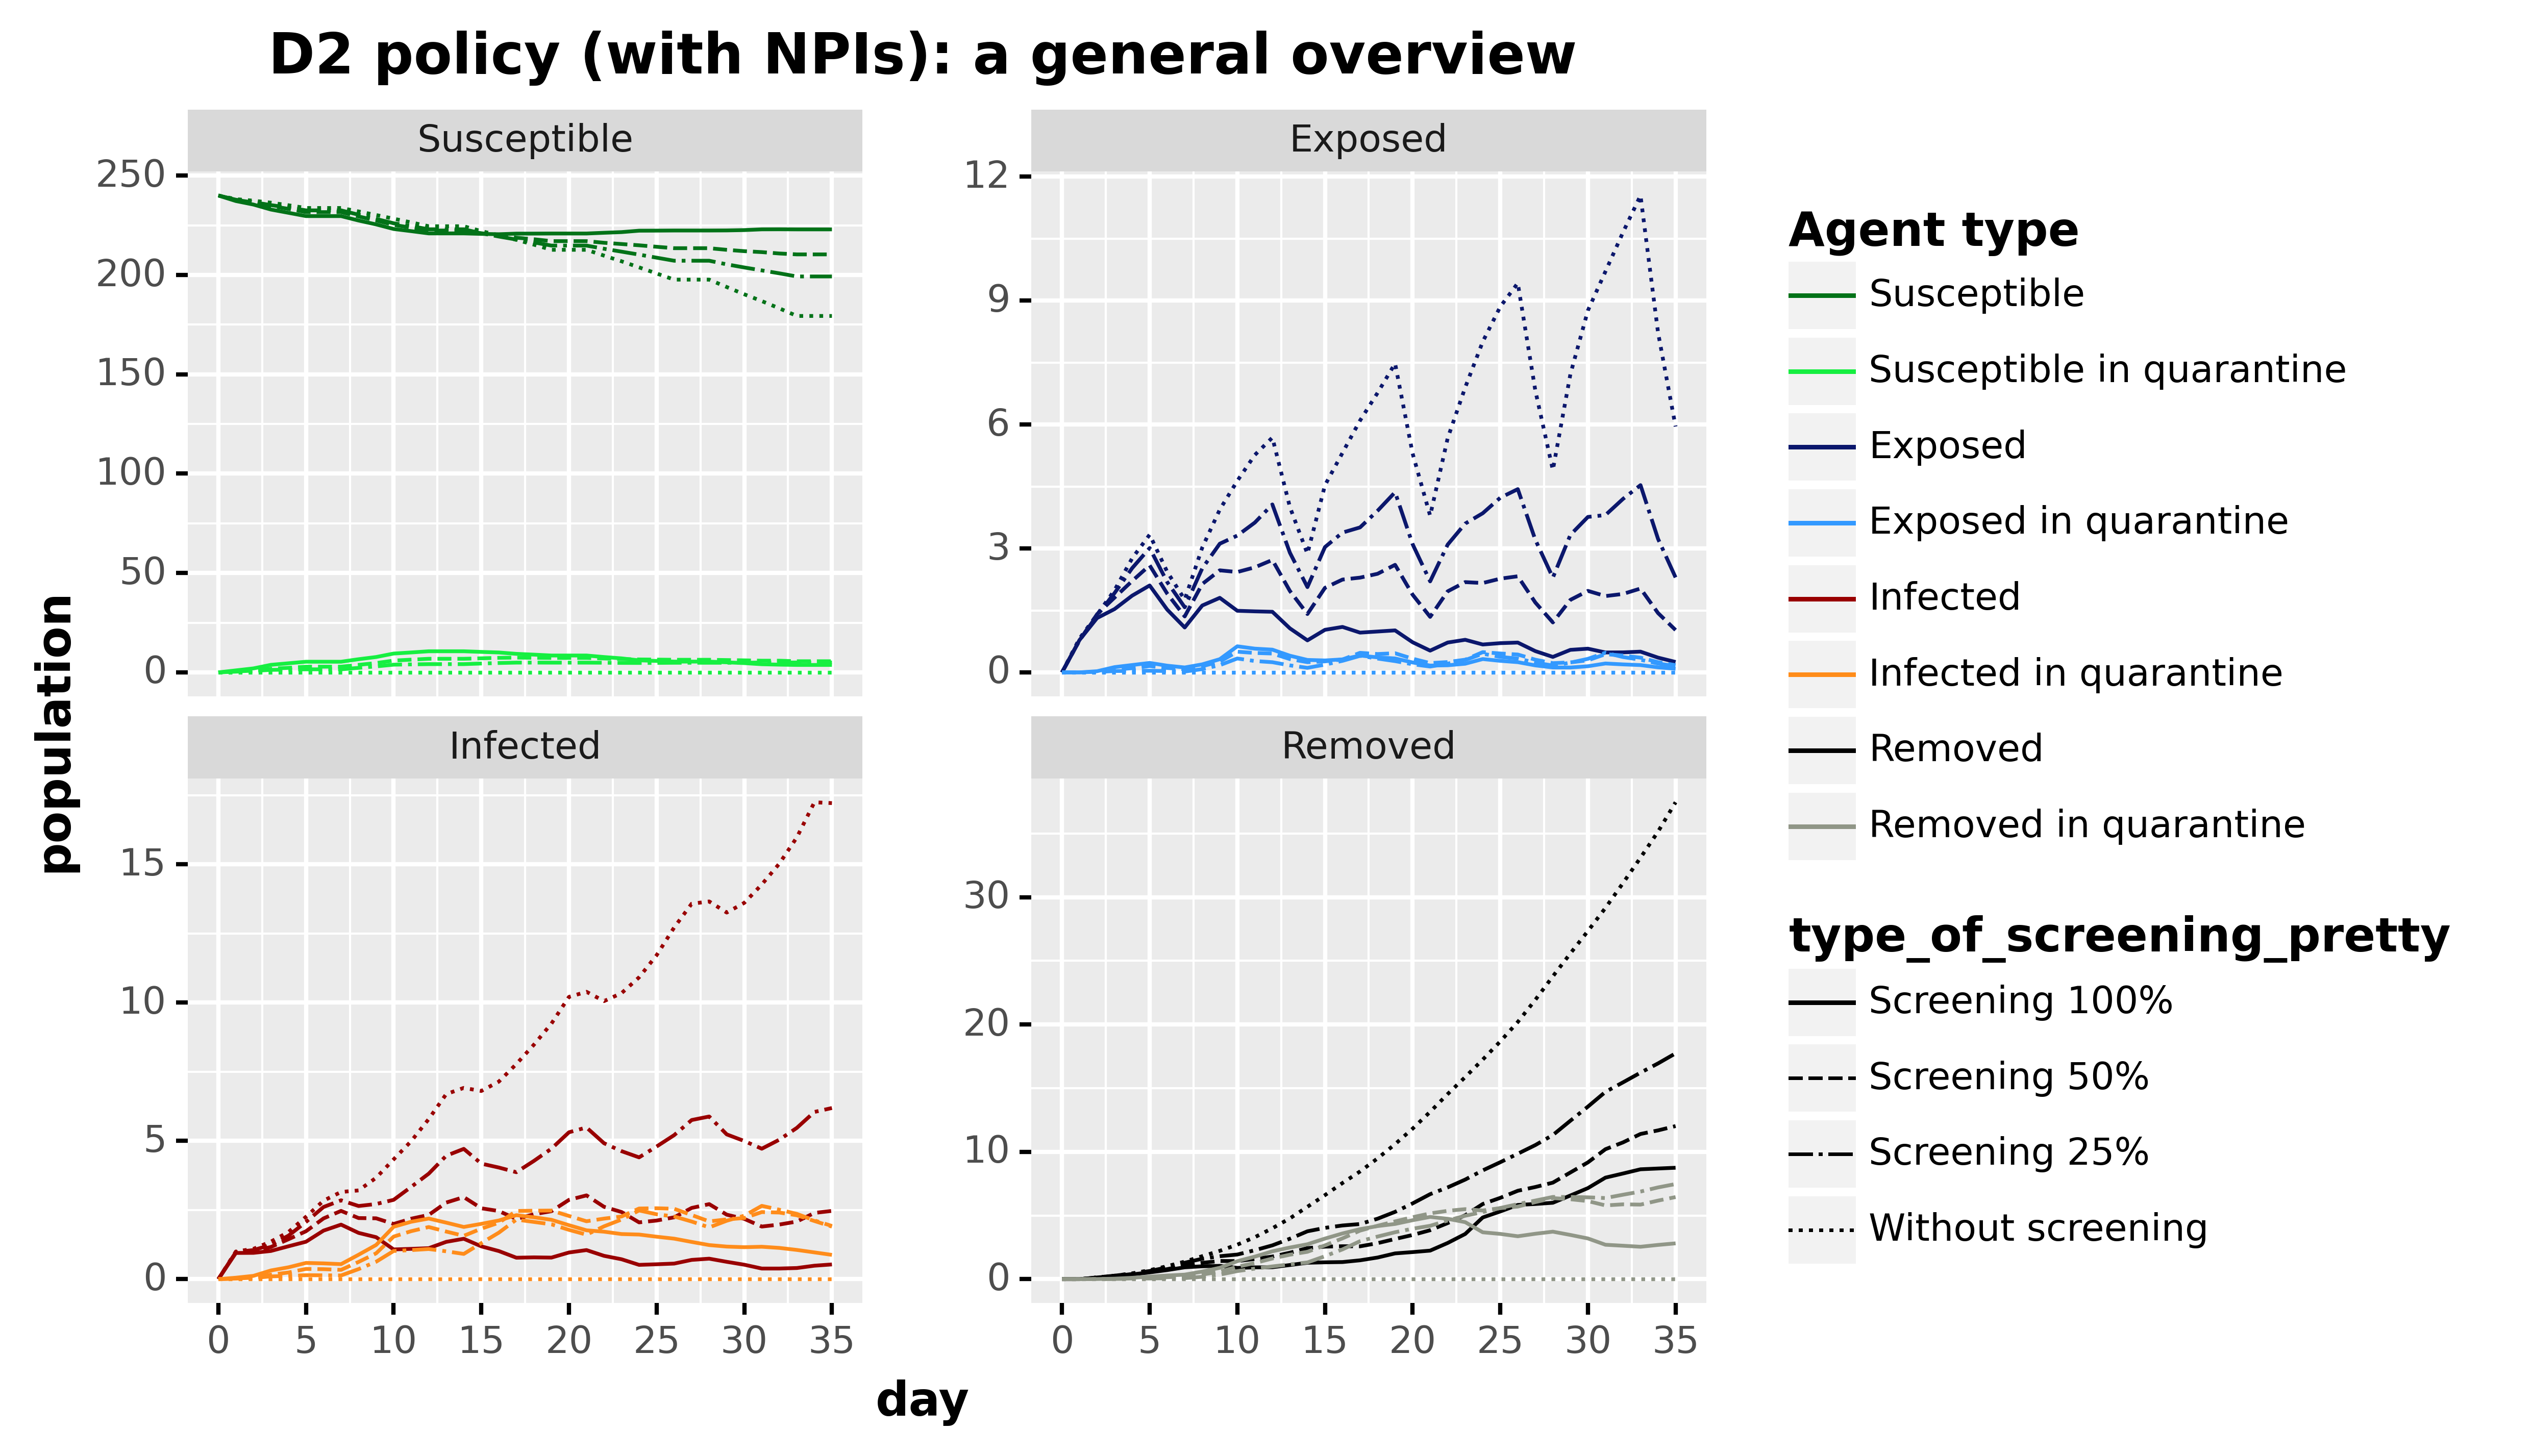 D2 policy (with NPIs): a general overview
Susceptible
250
200
150
100
50
0
Exposed
12
9
6
3
0
Infected
15
10
5
0
0 5 10 15 20 25 30 35
Removed
30
20
10
0
0 5 10 15 20 25 30 35
population
day
Agent type
Susceptible
Susceptible in quarantine
Exposed
Exposed in quarantine
Infected
Infected in quarantine
Removed
Removed in quarantine
type_of_screening_pretty
Screening 100%
Screening 50%
Screening 25%
Without screening